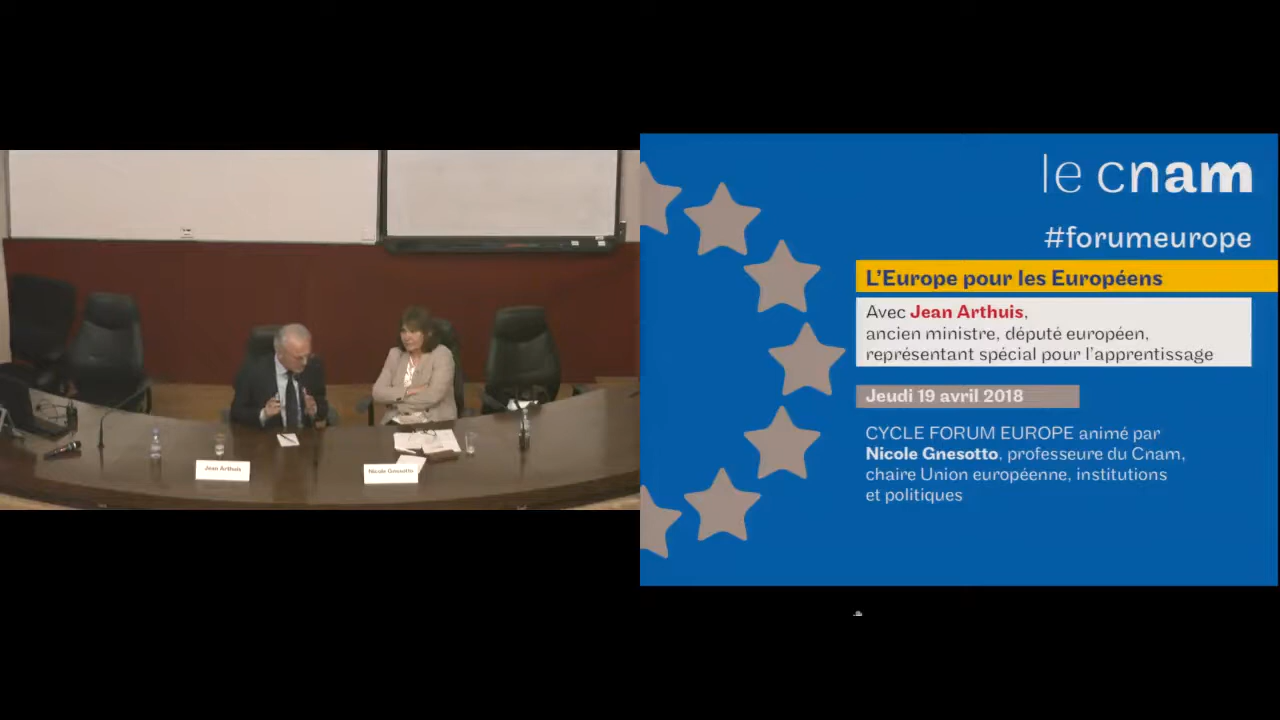 Jean Arthuis
Nicole Gnesotto
le cnam
#forumeurope
L'Europe pour les Européens
Avec Jean Arthuis,
ancien ministre, député européen,
représentant spécial pour l'apprentissage
Jeudi 19 avril 2018
CYCLE FORUM EUROPE animé par
Nicole Gnesotto, professeure du Cnam,
chaire Union européenne, institutions
et politiques